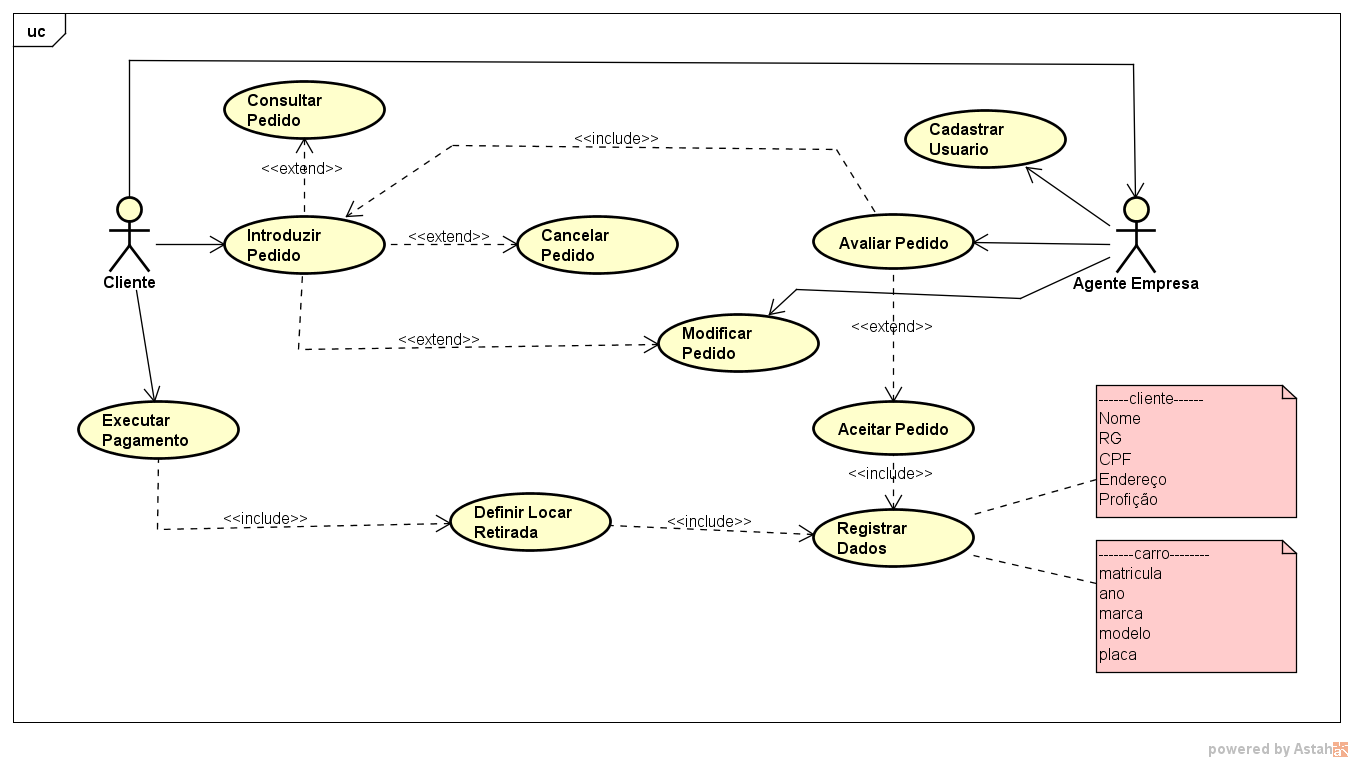 uc
Consultar
Pedido
<<extend>>
<<include>>
Cadastrar
Usuario
Cliente
Introduzir
Pedido
<<extend>>
Cancelar
Pedido
Avaliar Pedido
Agente Empresa
<<extend>>
Modificar
Pedido
<<extend>>
Executar
Pagamento
Aceitar Pedido
<<include>>
------cliente------
Nome
RG
CPF
Endereço
Profição
<<include>>
Definir Locar
Retirada
<<include>>
Registrar
Dados
-------carro--------
matricula
ano
marca
modelo
placa
powered by Astah